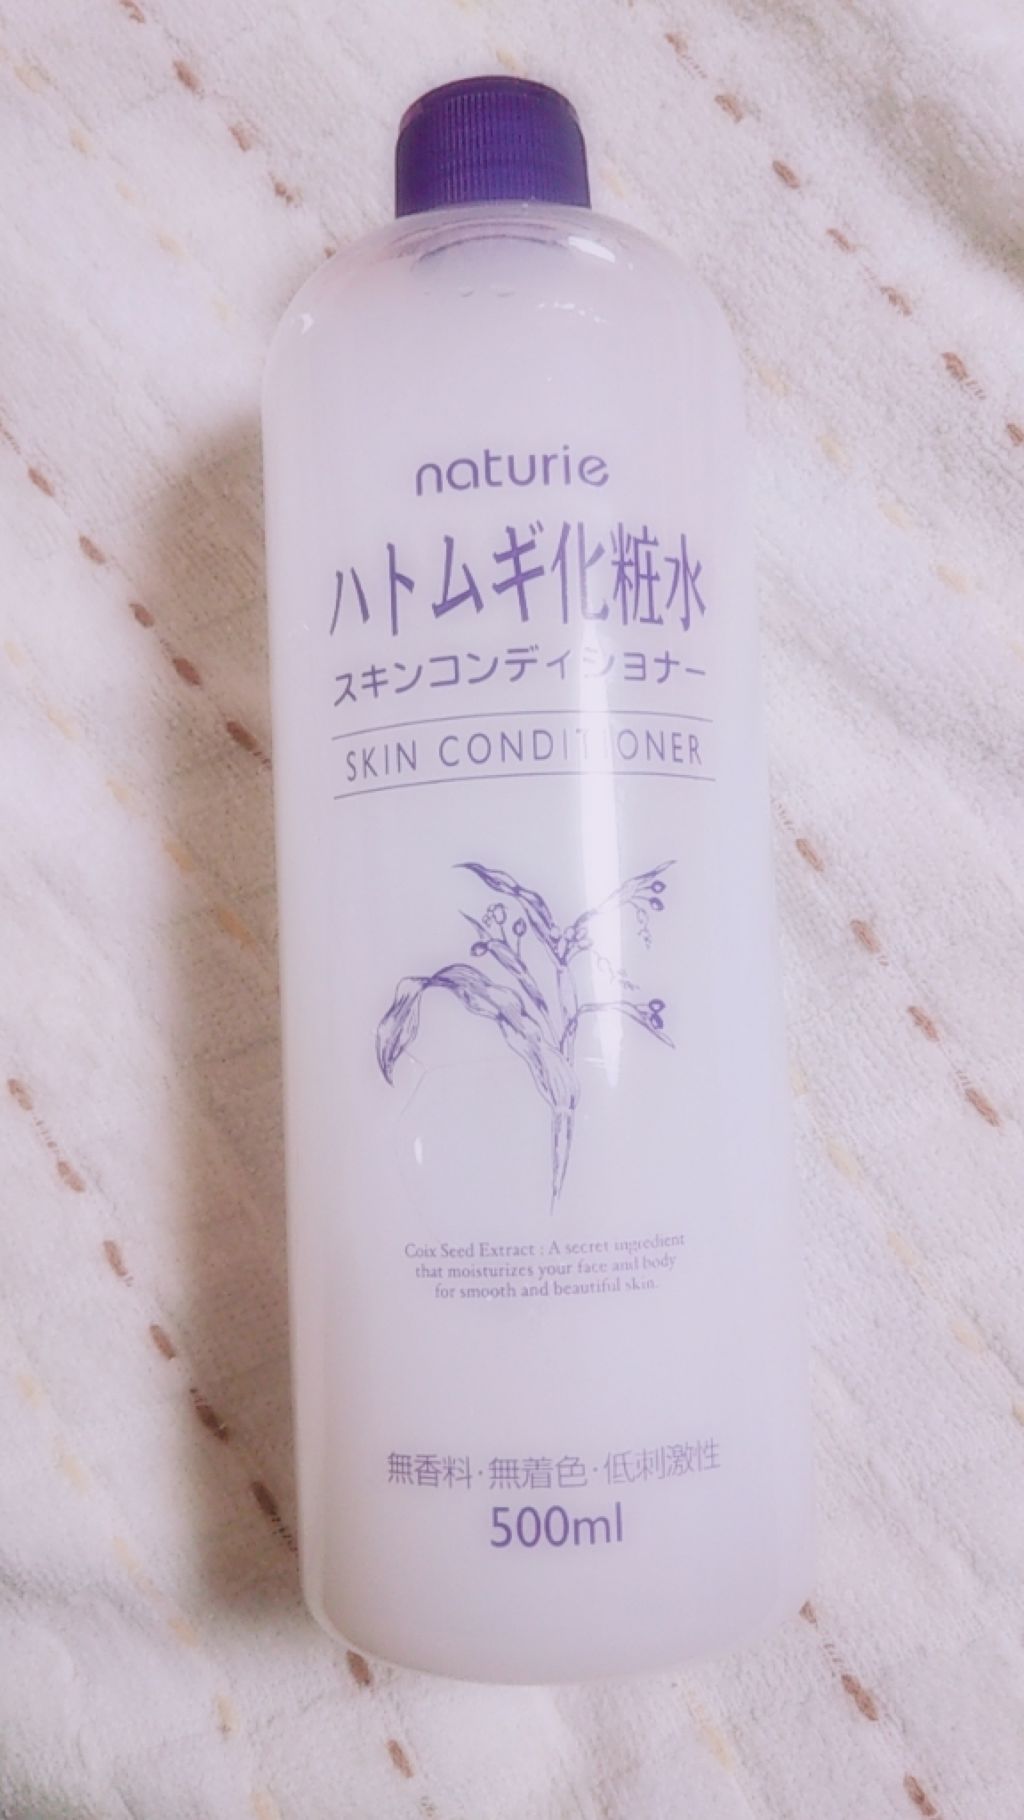 naturie
ハトムギ化粧水
スキンコンディショナー
SKIN CONDITIONER
Coix Seed Extract : A secret ingredient
that moisturizes your face and body
for smooth and beautiful skin.
無香料・無着色・低刺激性
500ml